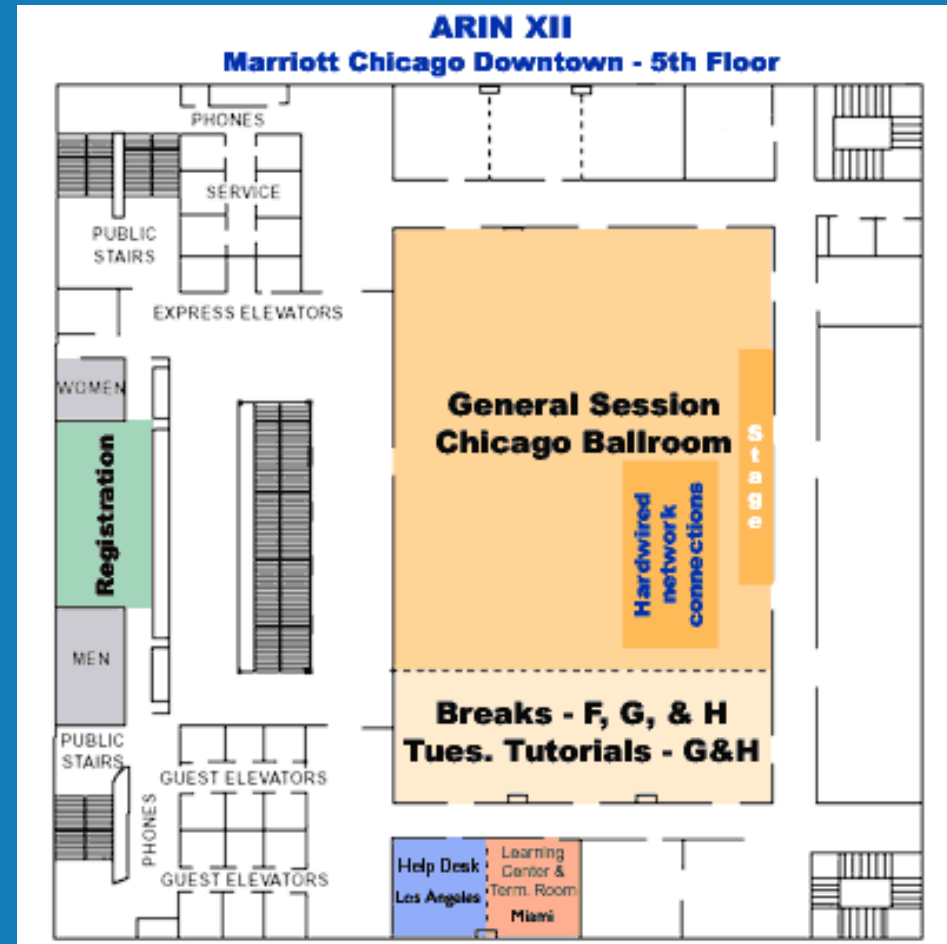 ARIN XII
Marriott Chicago Downtown - 5th Floor
PHONES
SERVICE
PUBLIC
STAIRS
EXPRESS ELEVATORS
WOMEN
General Session
Chicago Ballroom
Stage
Registration
Hardwired
network
connections
MEN
Breaks - F, G, & H
Tues. Tutorials - G&H
PUBLIC
STAIRS
GUEST ELEVATORS
PHONES
GUEST ELEVATORS
Help Desk
Los Angeles
Learning
Center &
Term. Room
Miami